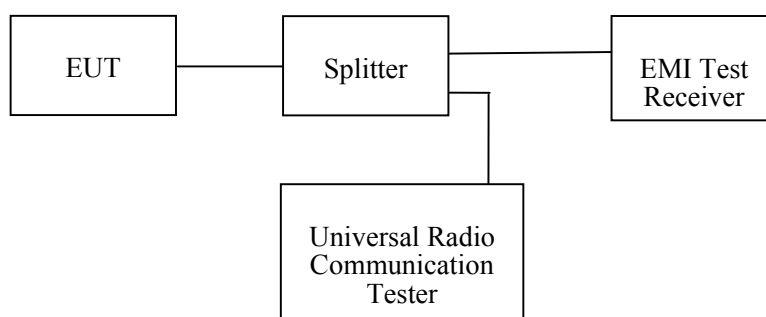 EUT
Splitter
EMI Test
Receiver
Universal Radio
Communication
Tester